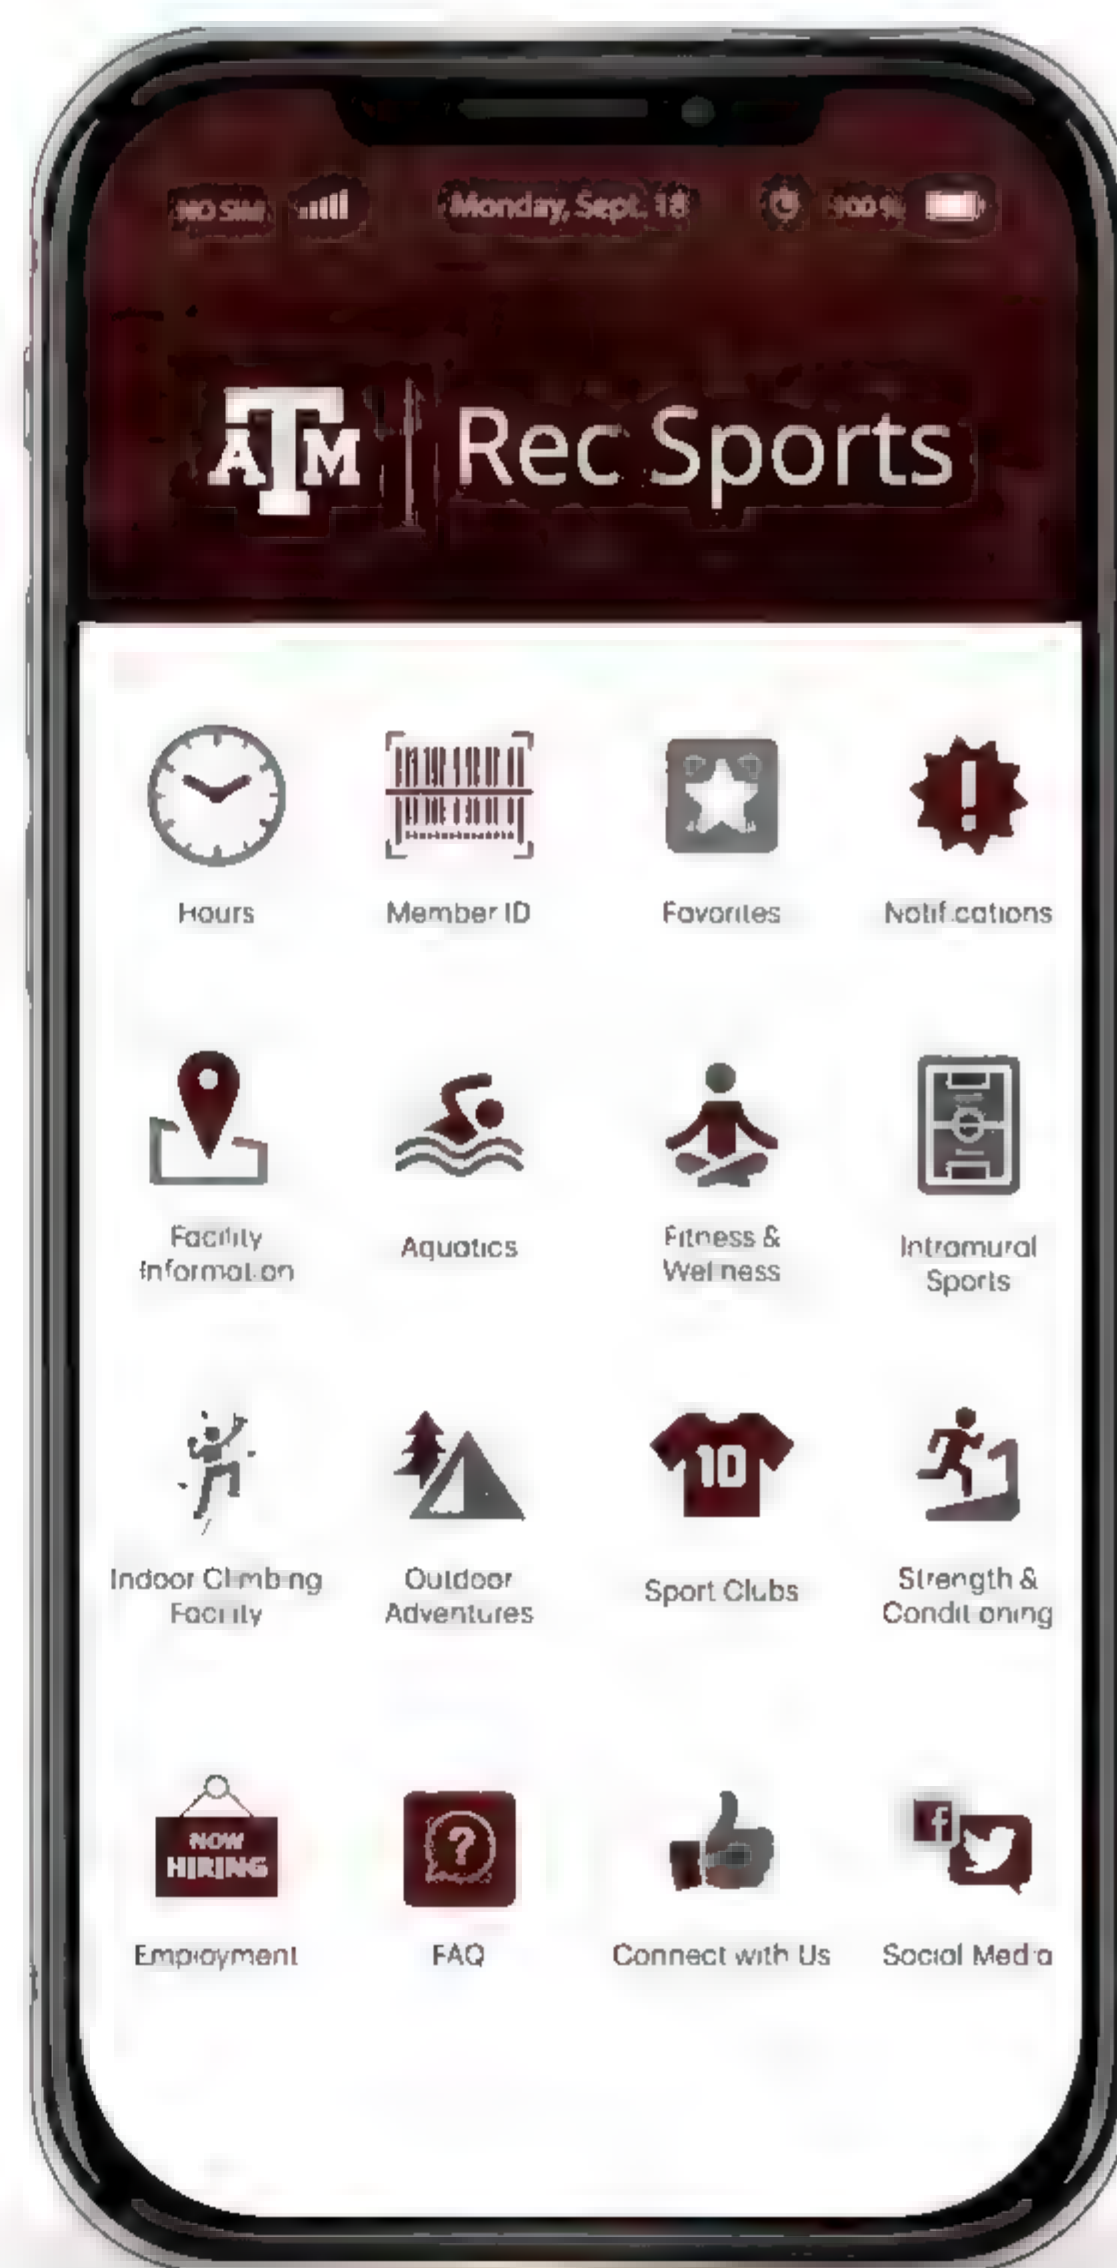 NO SIM
Monday, Sept. 18
100%
ATM Rec Sports
Hours
Member ID
Favorites
Notifications
Facility
Information
Aquatics
Fitness &
Wellness
Intramural
Sports
Indoor Climbing
Facility
Outdoor
Adventures
10
Sport Clubs
Strength &
Conditioning
NOW
HIRING
Employment
?
FAQ
Connect with Us
f
Social Media